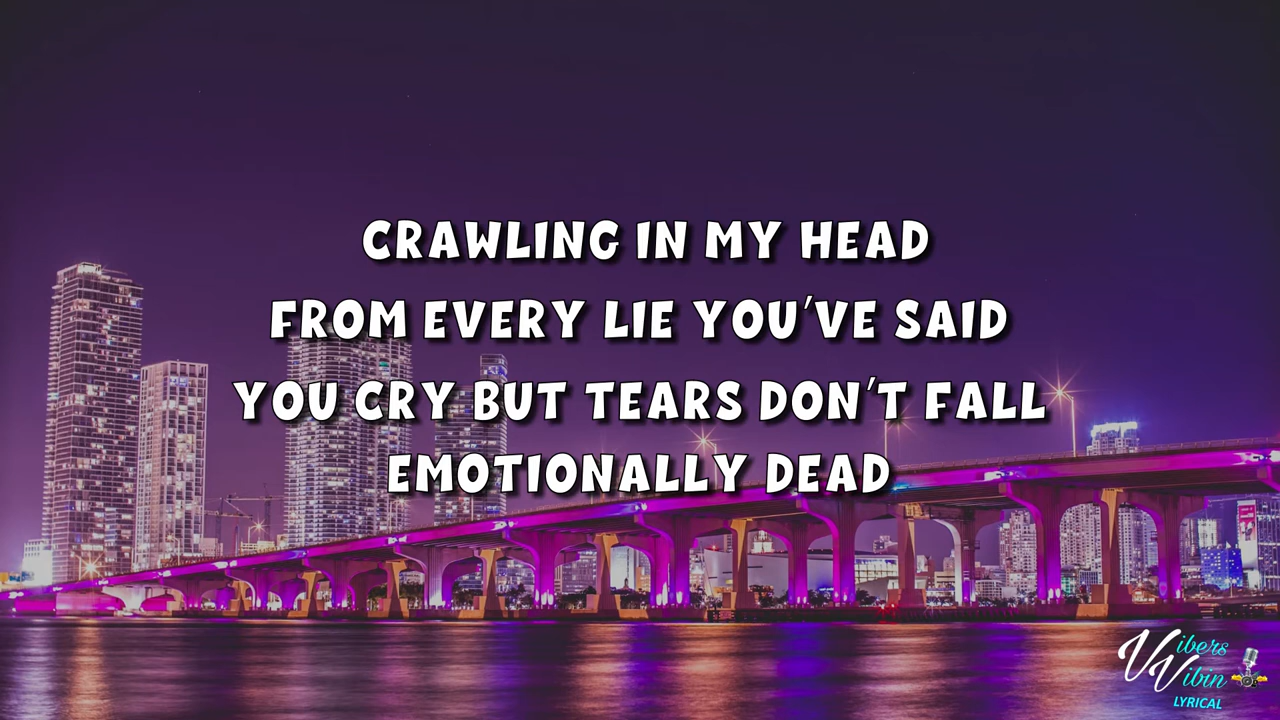 CRAWLING IN MY HEAD
FROM EVERY LIE YOU'VE SAID
YOU CRY BUT TEARS DON'T FALL
EMOTIONALLY DEAD
Vibers
Vibin
LYRICAL